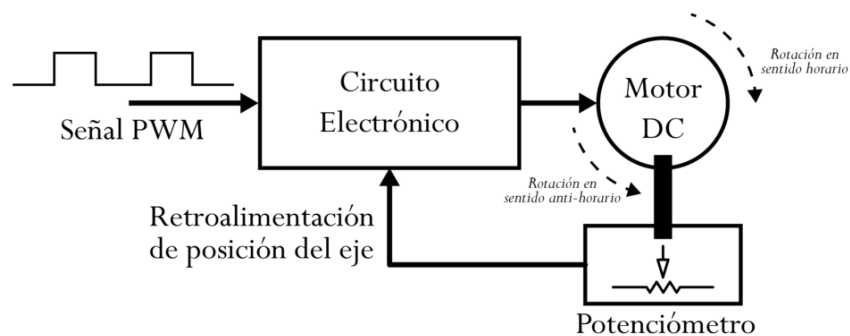 Señal PWM
Circuito
Electrónico
Motor
DC
Rotación en
sentido horario
Rotación en
sentido anti-horario
Retroalimentación
de posición del eje
Potenciómetro